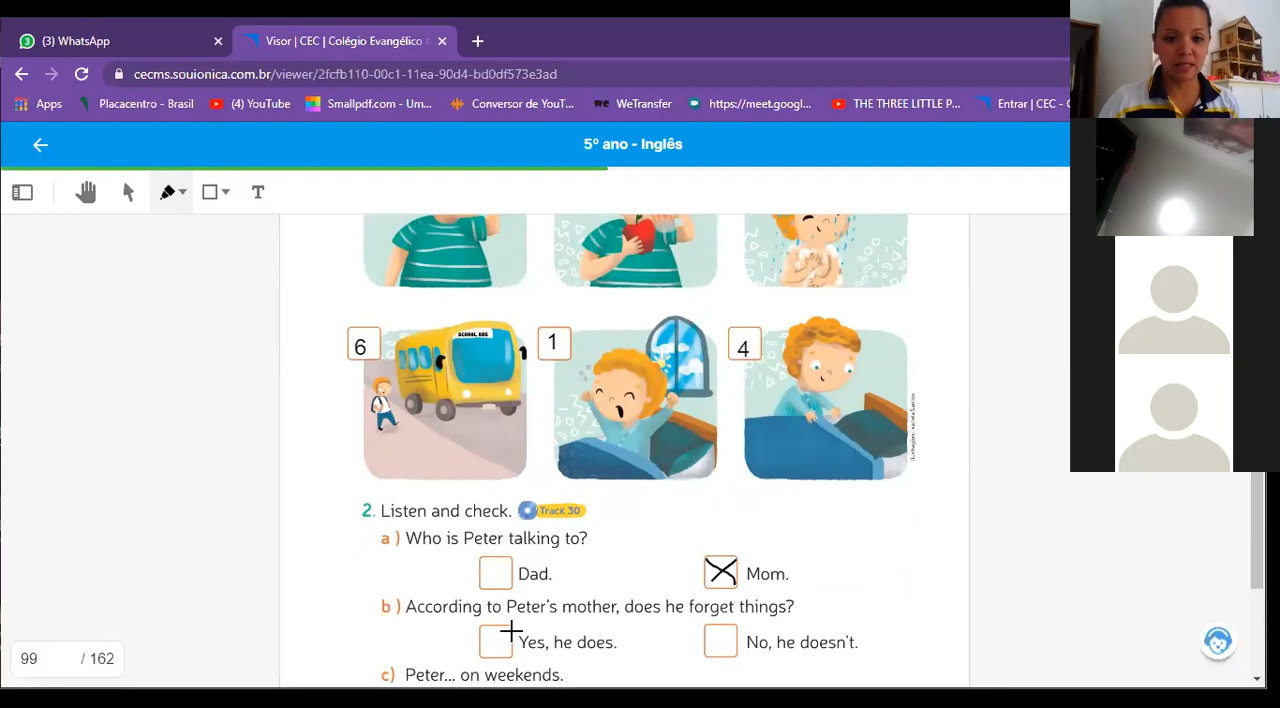 (3) WhatsApp
Visor | CEC | Colégio Evangélico
cecms.souionica.com.br/viewer/2fcfb110-00c1-11ea-90d4-bd0df573e3ad
Apps Placacentro - Brasil (4) YouTube Smallpdf.com - Um... Conversor de YouT... WeTransfer https://meet.googl... THE THREE LITTLE P... Entrar | CEC - C
5º ano - Inglês
T
6 1 4
SCHOOL BUS
2. Listen and check. Track 30
a ) Who is Peter talking to?
Dad. Mom.
b ) According to Peter's mother, does he forget things?
Yes, he does. No, he doesn't.
c) Peter... on weekends.
99 / 162